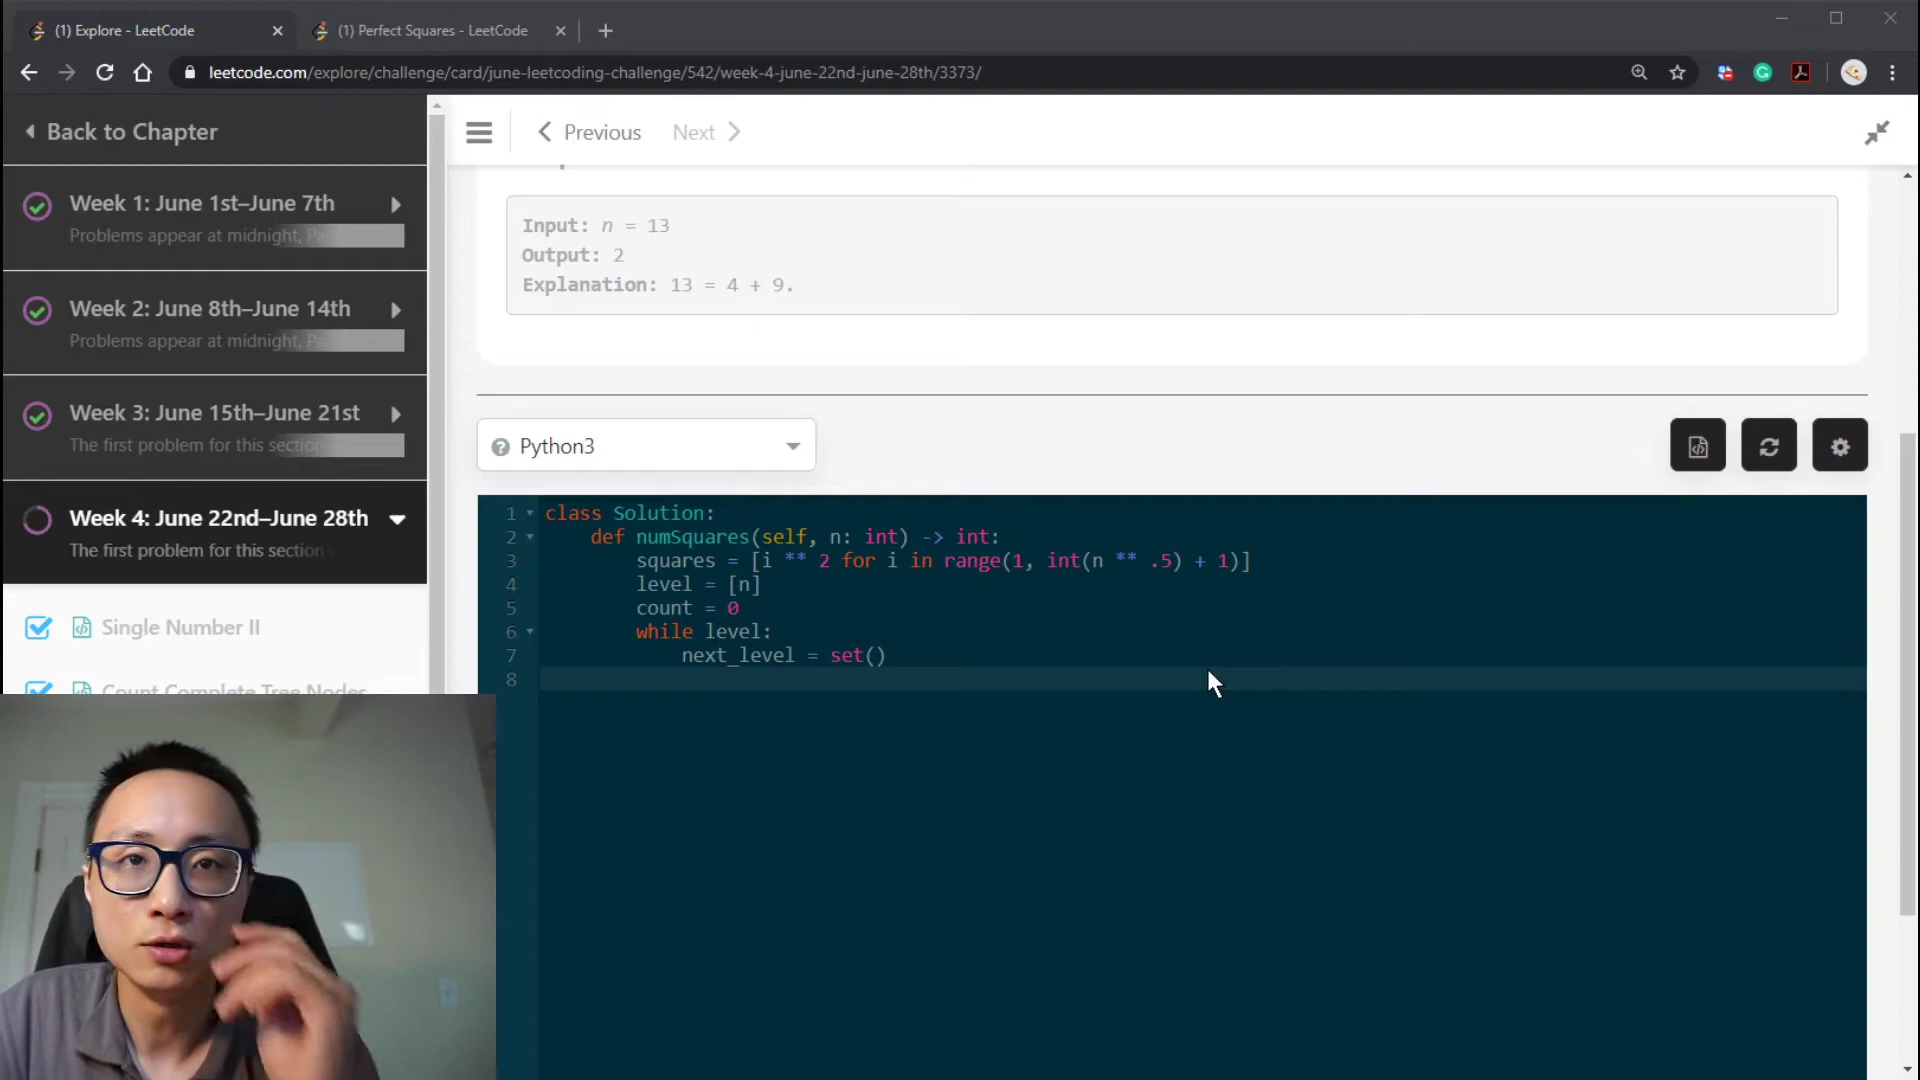 (1) Explore - LeetCode
(1) Perfect Squares - LeetCode
leetcode.com/explore/challenge/card/june-leetcoding-challenge/542/week-4-june-22nd-june-28th/3373/
Back to Chapter
Previous
Next
Week 1: June 1st–June 7th
Problems appear at midnight,
Week 2: June 8th–June 14th
Problems appear at midnight,
Week 3: June 15th–June 21st
The first problem for this section
Week 4: June 22nd–June 28th
The first problem for this section
Single Number II
Count Complete Tree Nodes
Input: n = 13
Output: 2
Explanation: 13 = 4 + 9.
Python3
1 class Solution:
2 def numSquares(self, n: int) -> int:
3 squares = [i ** 2 for i in range(1, int(n ** .5) + 1)]
4 level = [n]
5 count = 0
6 while level:
7 next_level = set()
8